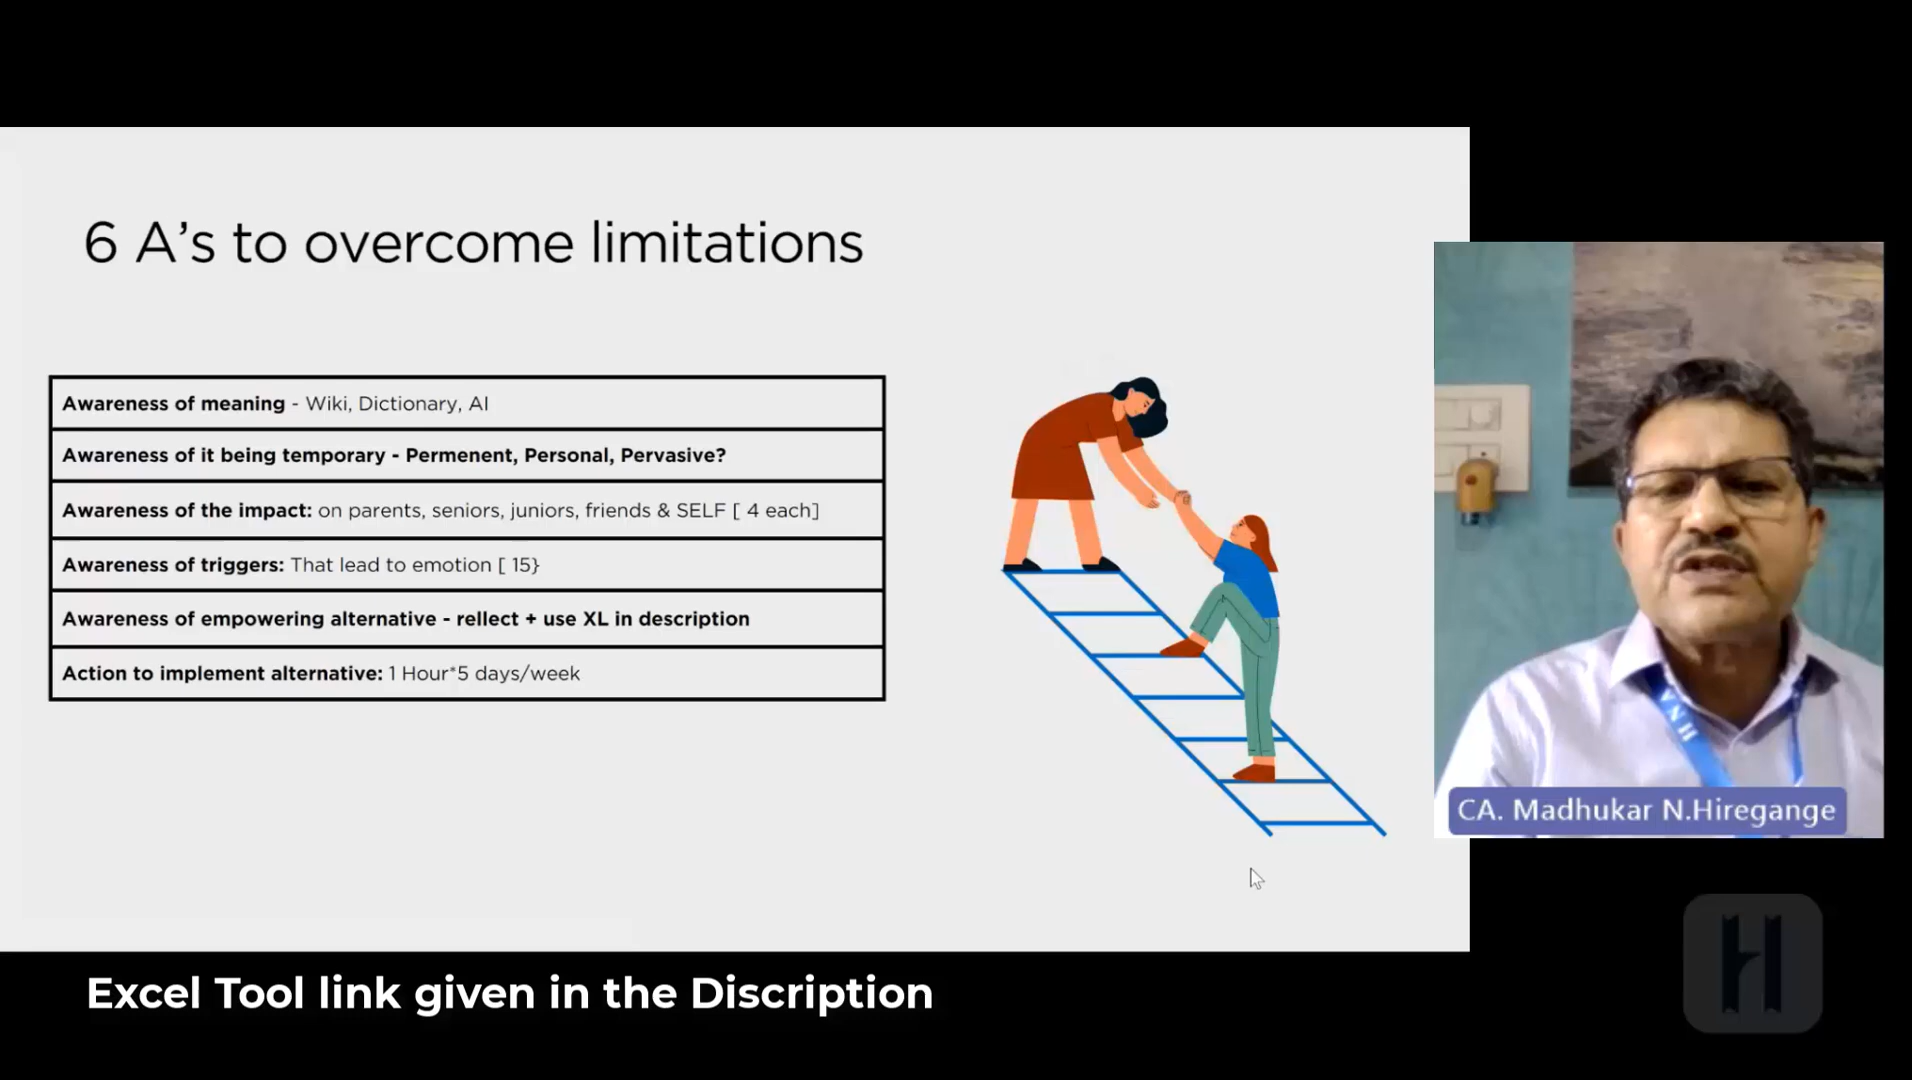 6 A's to overcome limitations
Awareness of meaning - Wiki, Dictionary, AI
Awareness of it being temporary - Permenent, Personal, Pervasive?
Awareness of the impact: on parents, seniors, juniors, friends & SELF [ 4 each]
Awareness of triggers: That lead to emotion [ 15}
Awareness of empowering alternative - rellect + use XL in description
Action to implement alternative: 1 Hour*5 days/week
HNA
CA. Madhukar N.Hiregange
Excel Tool link given in the Discription